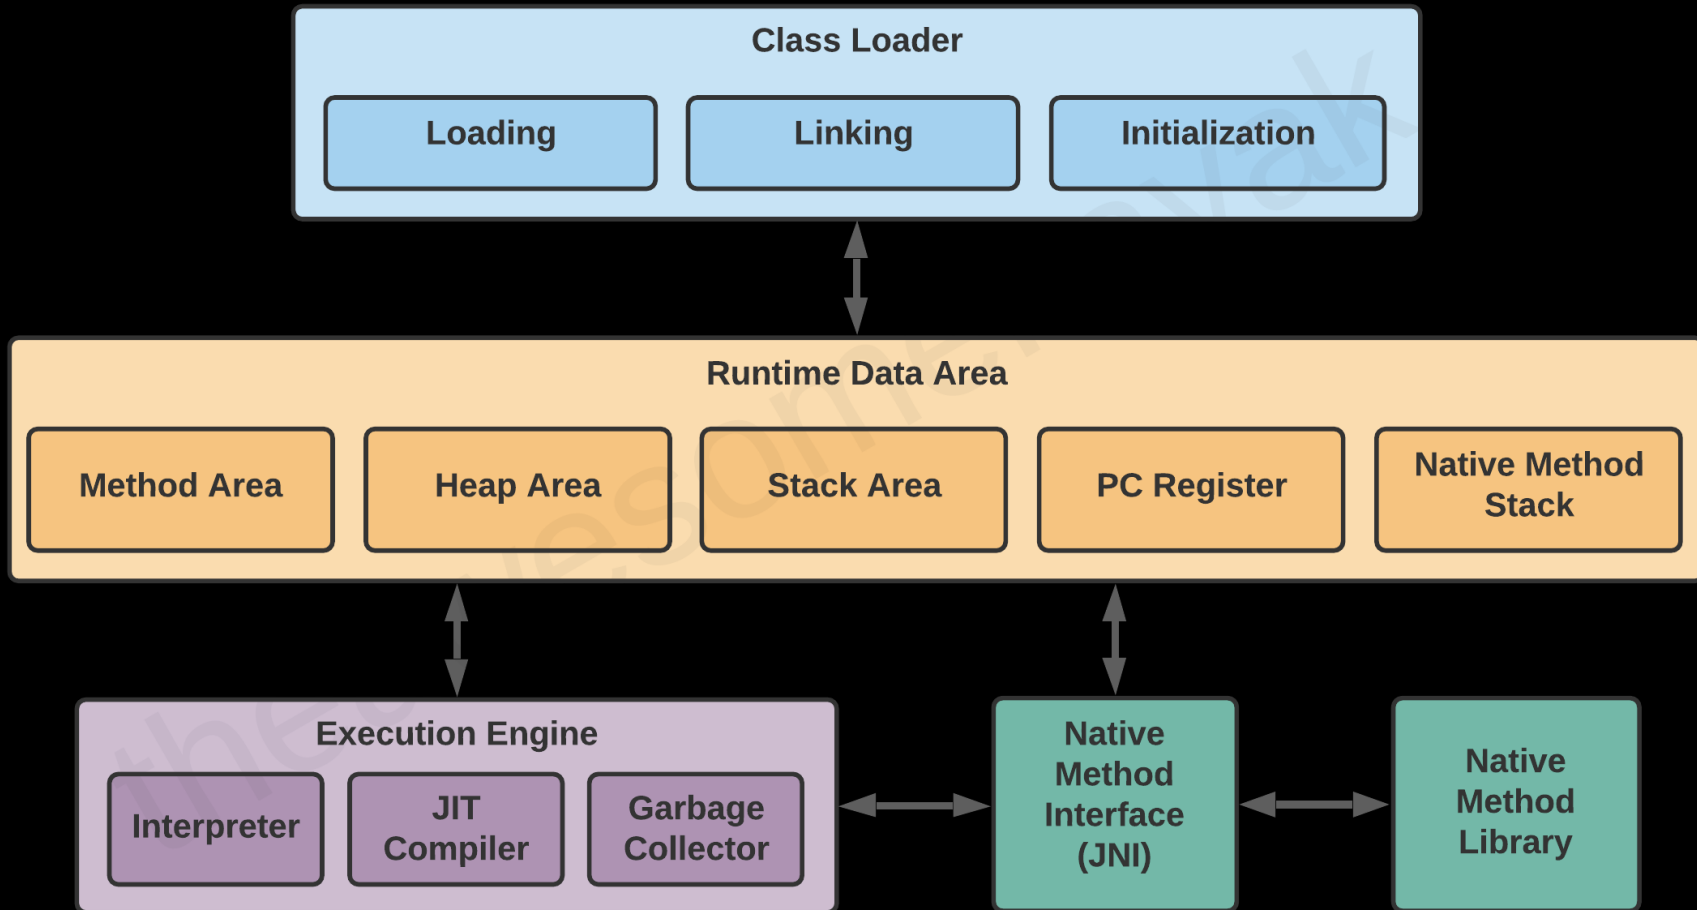 Class Loader
Loading
Linking
Initialization
Runtime Data Area
Method Area
Heap Area
Stack Area
PC Register
Native Method
Stack
Execution Engine
Interpreter
JIT
Compiler
Garbage
Collector
Native
Method
Interface
(JNI)
Native
Method
Library